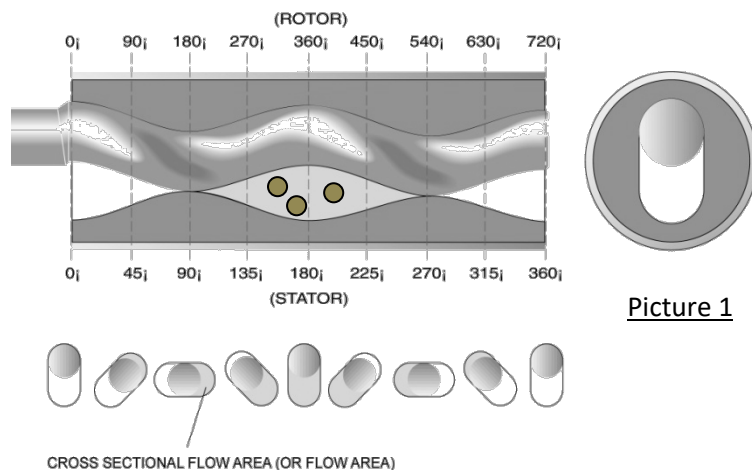 (ROTOR)
0¡ 90¡ 180¡ 270¡ 360¡ 450¡ 540¡ 630¡ 720¡
0¡ 45¡ 90¡ 135¡ 180¡ 225¡ 270¡ 315¡ 360¡
(STATOR)
Picture 1
CROSS SECTIONAL FLOW AREA (OR FLOW AREA)